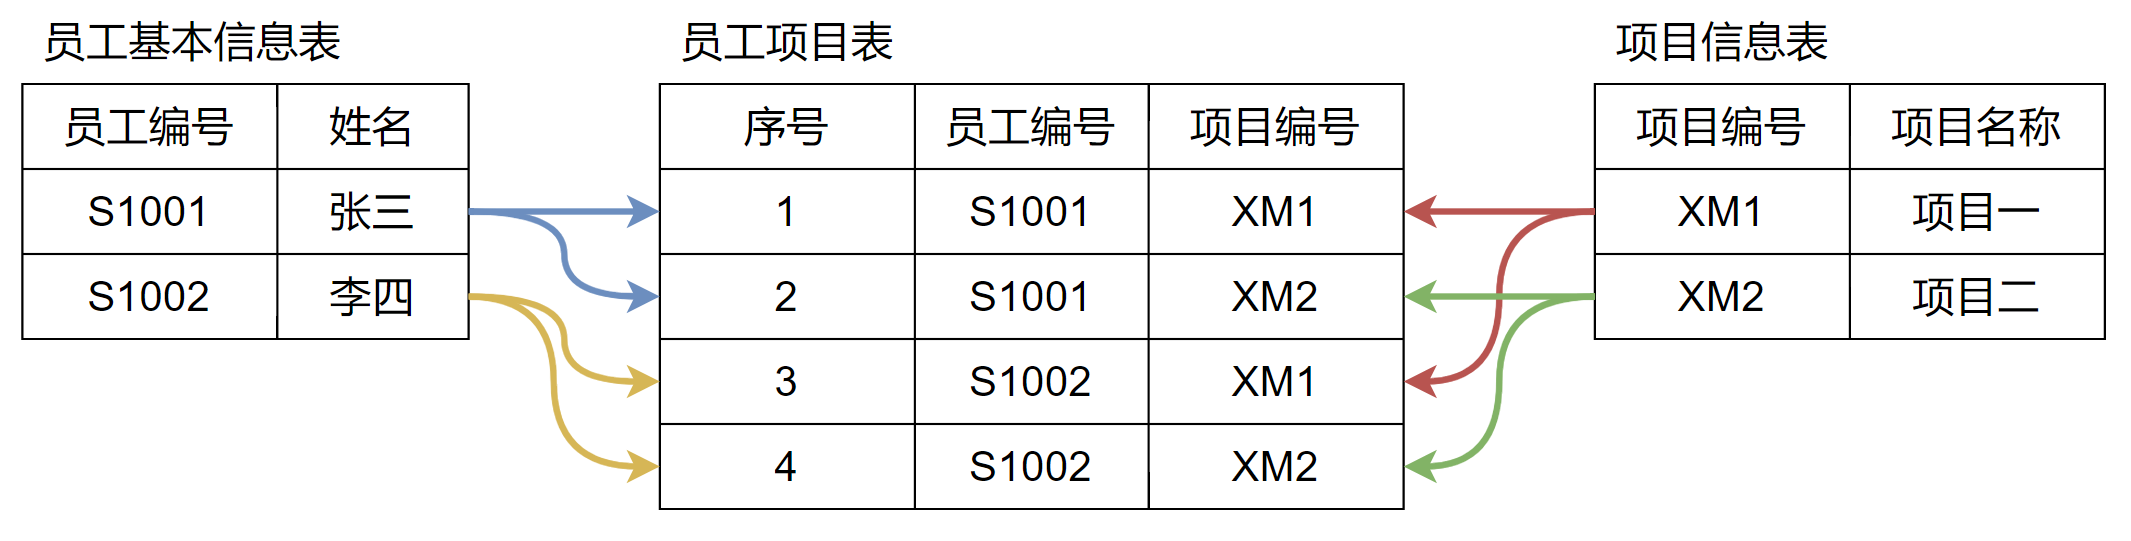 员工基本信息表
员工编号 姓名
S1001 张三
S1002 李四
员工项目表
序号 员工编号 项目编号
1 S1001 XM1
2 S1001 XM2
3 S1002 XM1
4 S1002 XM2
项目信息表
项目编号 项目名称
XM1 项目一
XM2 项目二